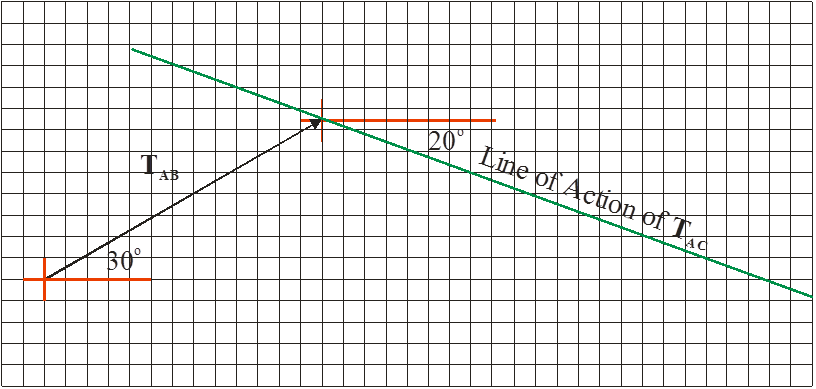 20°
T_AB
Line of Action of T_AC
30°